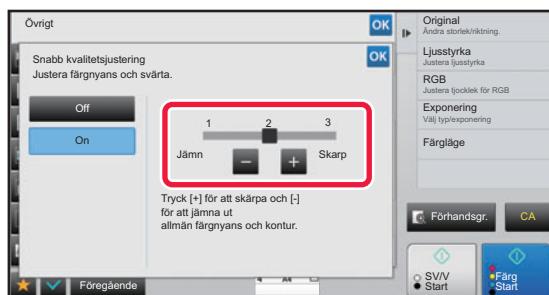 Övrigt
OK
Snabb kvalitetsjustering
Justera färgnyans och svärta.
OK
Off
On
1 2 3
Jämn
Skarp
Tryck [+] för att skärpa och [-]
för att jämna ut
allmän färgnyans och kontur.
Föregående
A4
Original
Ändra storlek/riktning.
Ljusstyrka
Justera ljusstyrka
RGB
Justera tjocklek för RGB
Exponering
Välj typ/exponering
Färgläge
Förhandsgr.
CA
SV/V
Start
Färg
Start